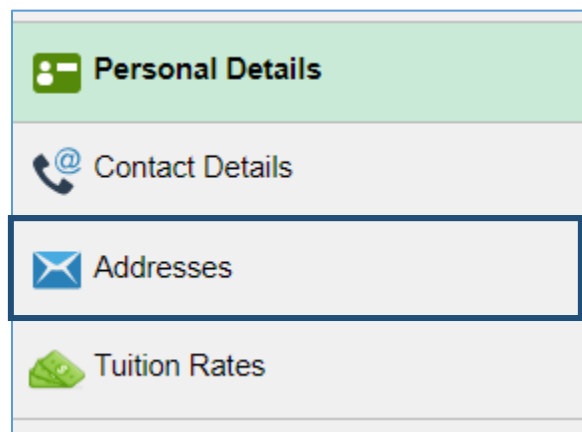 Personal Details
Contact Details
Addresses
Tuition Rates